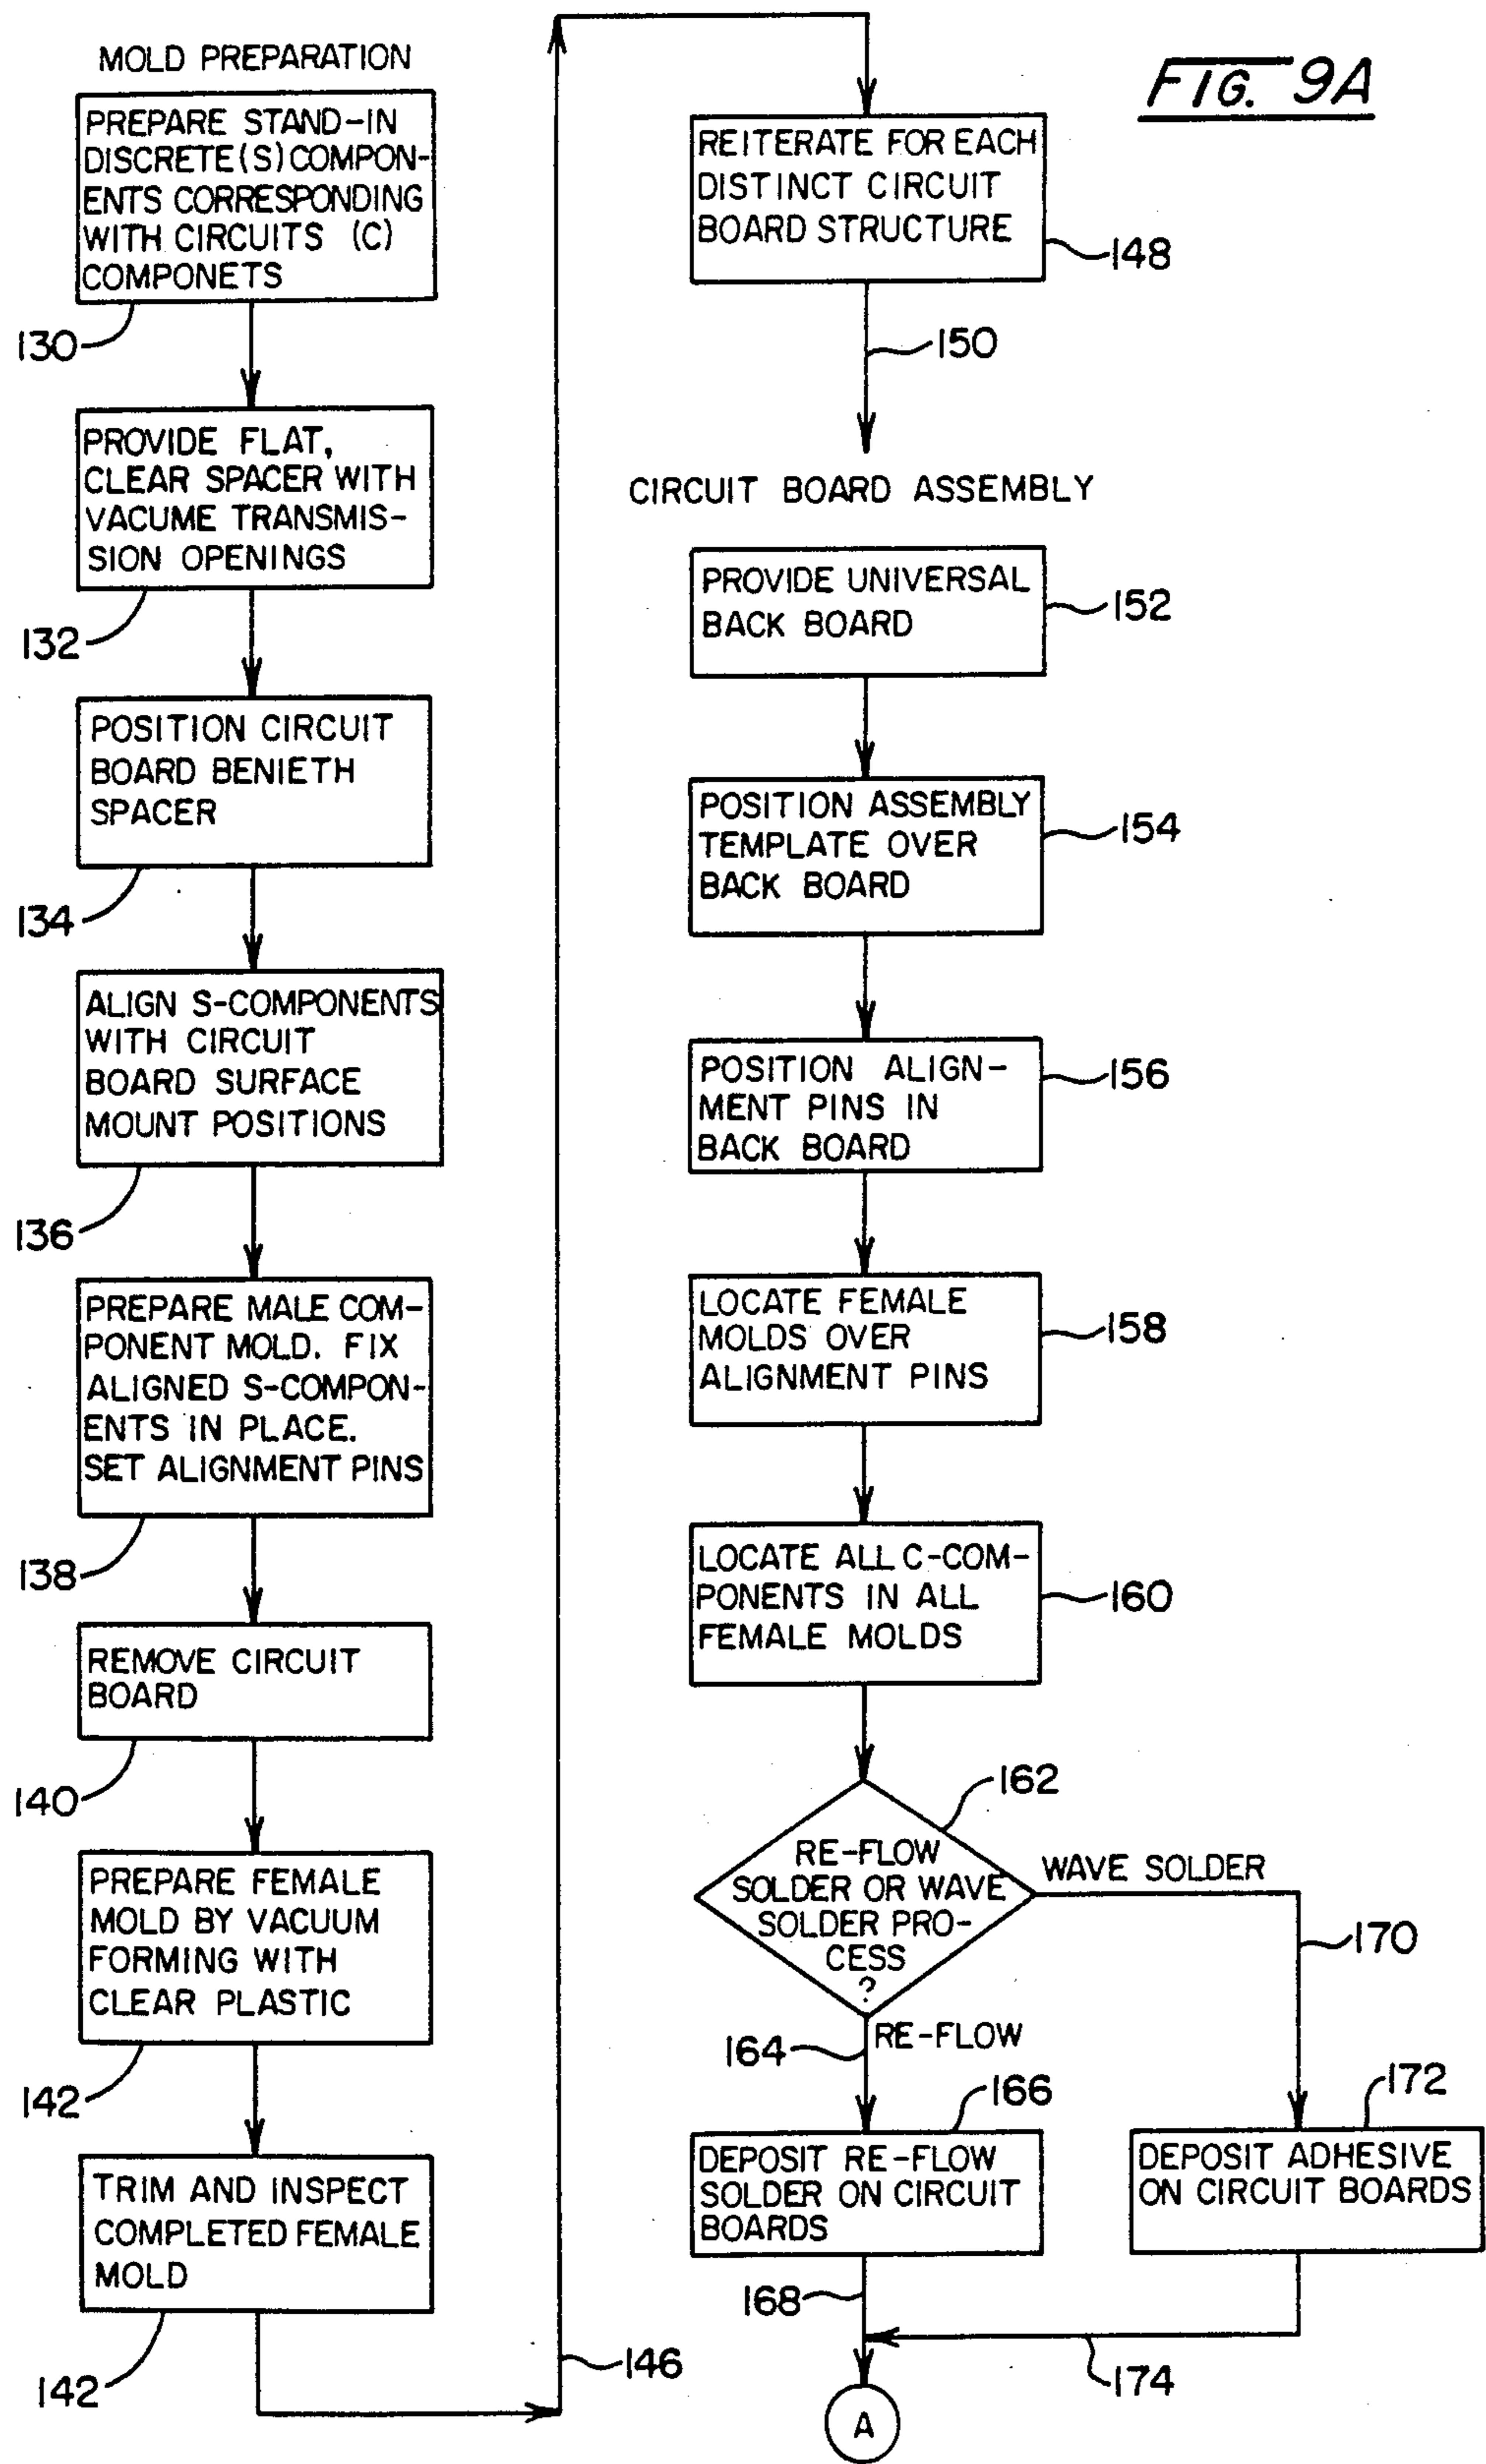 FIG. 9A
MOLD PREPARATION
PREPARE STAND-IN
DISCRETE(S) COMPON-
ENTS CORRESPONDING
WITH CIRCUITS (C)
COMPONETS
130
PROVIDE FLAT,
CLEAR SPACER WITH
VACUME TRANSMIS-
SION OPENINGS
132
POSITION CIRCUIT
BOARD BENIETH
SPACER
134
ALIGN S-COMPONENTS
WITH CIRCUIT
BOARD SURFACE
MOUNT POSITIONS
136
PREPARE MALE COM-
PONENT MOLD. FIX
ALIGNED S-COMPON-
ENTS IN PLACE.
SET ALIGNMENT PINS
138
REMOVE CIRCUIT
BOARD
140
PREPARE FEMALE
MOLD BY VACUUM
FORMING WITH
CLEAR PLASTIC
142
TRIM AND INSPECT
COMPLETED FEMALE
MOLD
142
146
REITERATE FOR EACH
DISTINCT CIRCUIT
BOARD STRUCTURE
148
150
CIRCUIT BOARD ASSEMBLY
PROVIDE UNIVERSAL
BACK BOARD
152
POSITION ASSEMBLY
TEMPLATE OVER
BACK BOARD
154
POSITION ALIGN-
MENT PINS IN
BACK BOARD
156
LOCATE FEMALE
MOLDS OVER
ALIGNMENT PINS
158
LOCATE ALL C-COM-
PONENTS IN ALL
FEMALE MOLDS
160
162
RE-FLOW
SOLDER OR WAVE
SOLDER PRO-
CESS
?
WAVE SOLDER
170
164
RE-FLOW
166
DEPOSIT RE-FLOW
SOLDER ON CIRCUIT
BOARDS
168
172
DEPOSIT ADHESIVE
ON CIRCUIT BOARDS
174
A